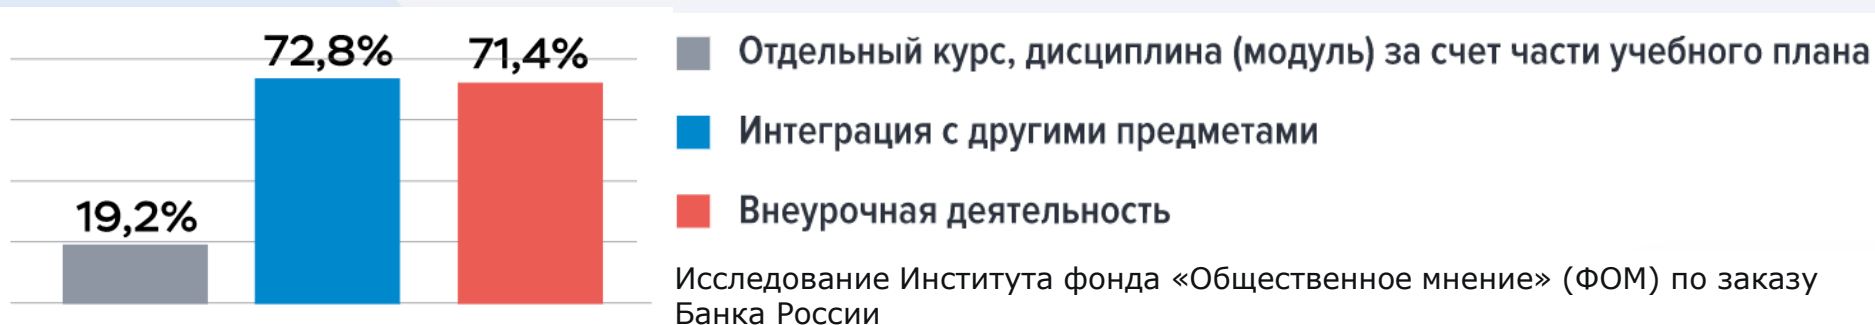 72,8%
71,4%
19,2%
Отдельный курс, дисциплина (модуль) за счет части учебного плана
Интеграция с другими предметами
Внеурочная деятельность
Исследование Института фонда «Общественное мнение» (ФОМ) по заказу
Банка России